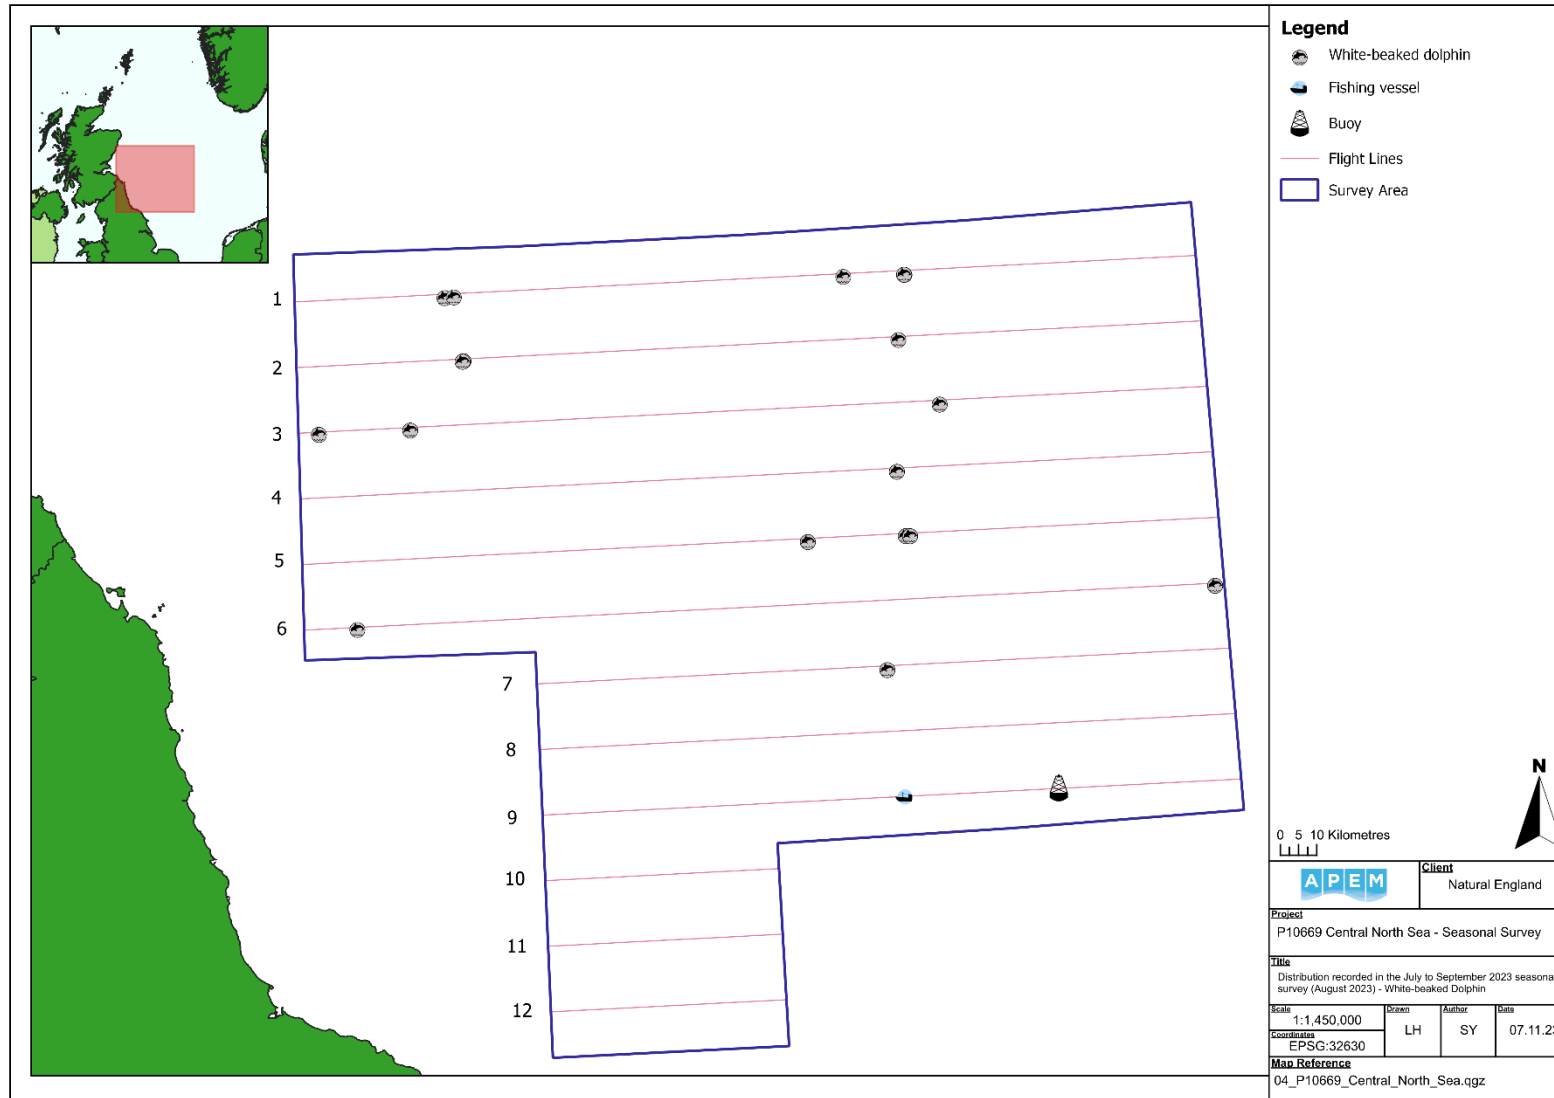 Legend
White-beaked dolphin
Fishing vessel
Buoy
Flight Lines
Survey Area
1
2
3
4
5
6
7
8
9
10
11
12
N
0 5 10 Kilometres
APEM
Client
Natural England
Project
P10669 Central North Sea - Seasonal Survey
Title
Distribution recorded in the July to September 2023 seasona
survey (August 2023) - White-beaked Dolphin
Scale
1:1,450,000
Coordinates
EPSG:32630
Drawn
LH
Author
SY
Date
07.11.23
Map Reference
04_P10669_Central_North_Sea.qgz